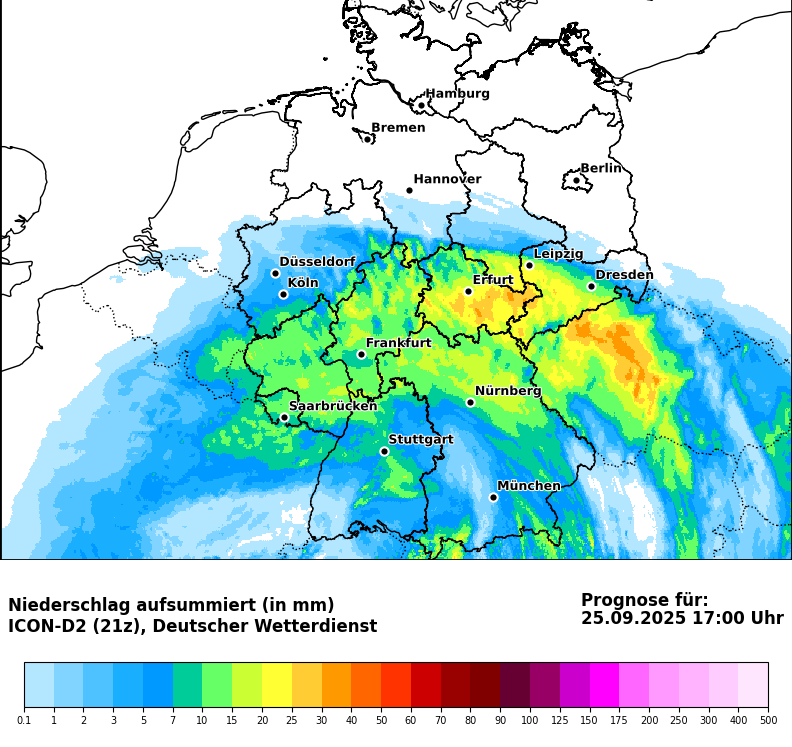 Hamburg
Bremen
Berlin
Hannover
Leipzig
Düsseldorf
Dresden
Köln
Erfurt
Frankfurt
Nürnberg
Saarbrücken
Stuttgart
München
Niederschlag aufsummiert (in mm)
ICON-D2 (21z), Deutscher Wetterdienst
Prognose für:
25.09.2025 17:00 Uhr
0.1 1 2 3 5 7 10 15 20 25 30 40 50 60 70 80 90 100 125 150 175 200 250 300 400 500